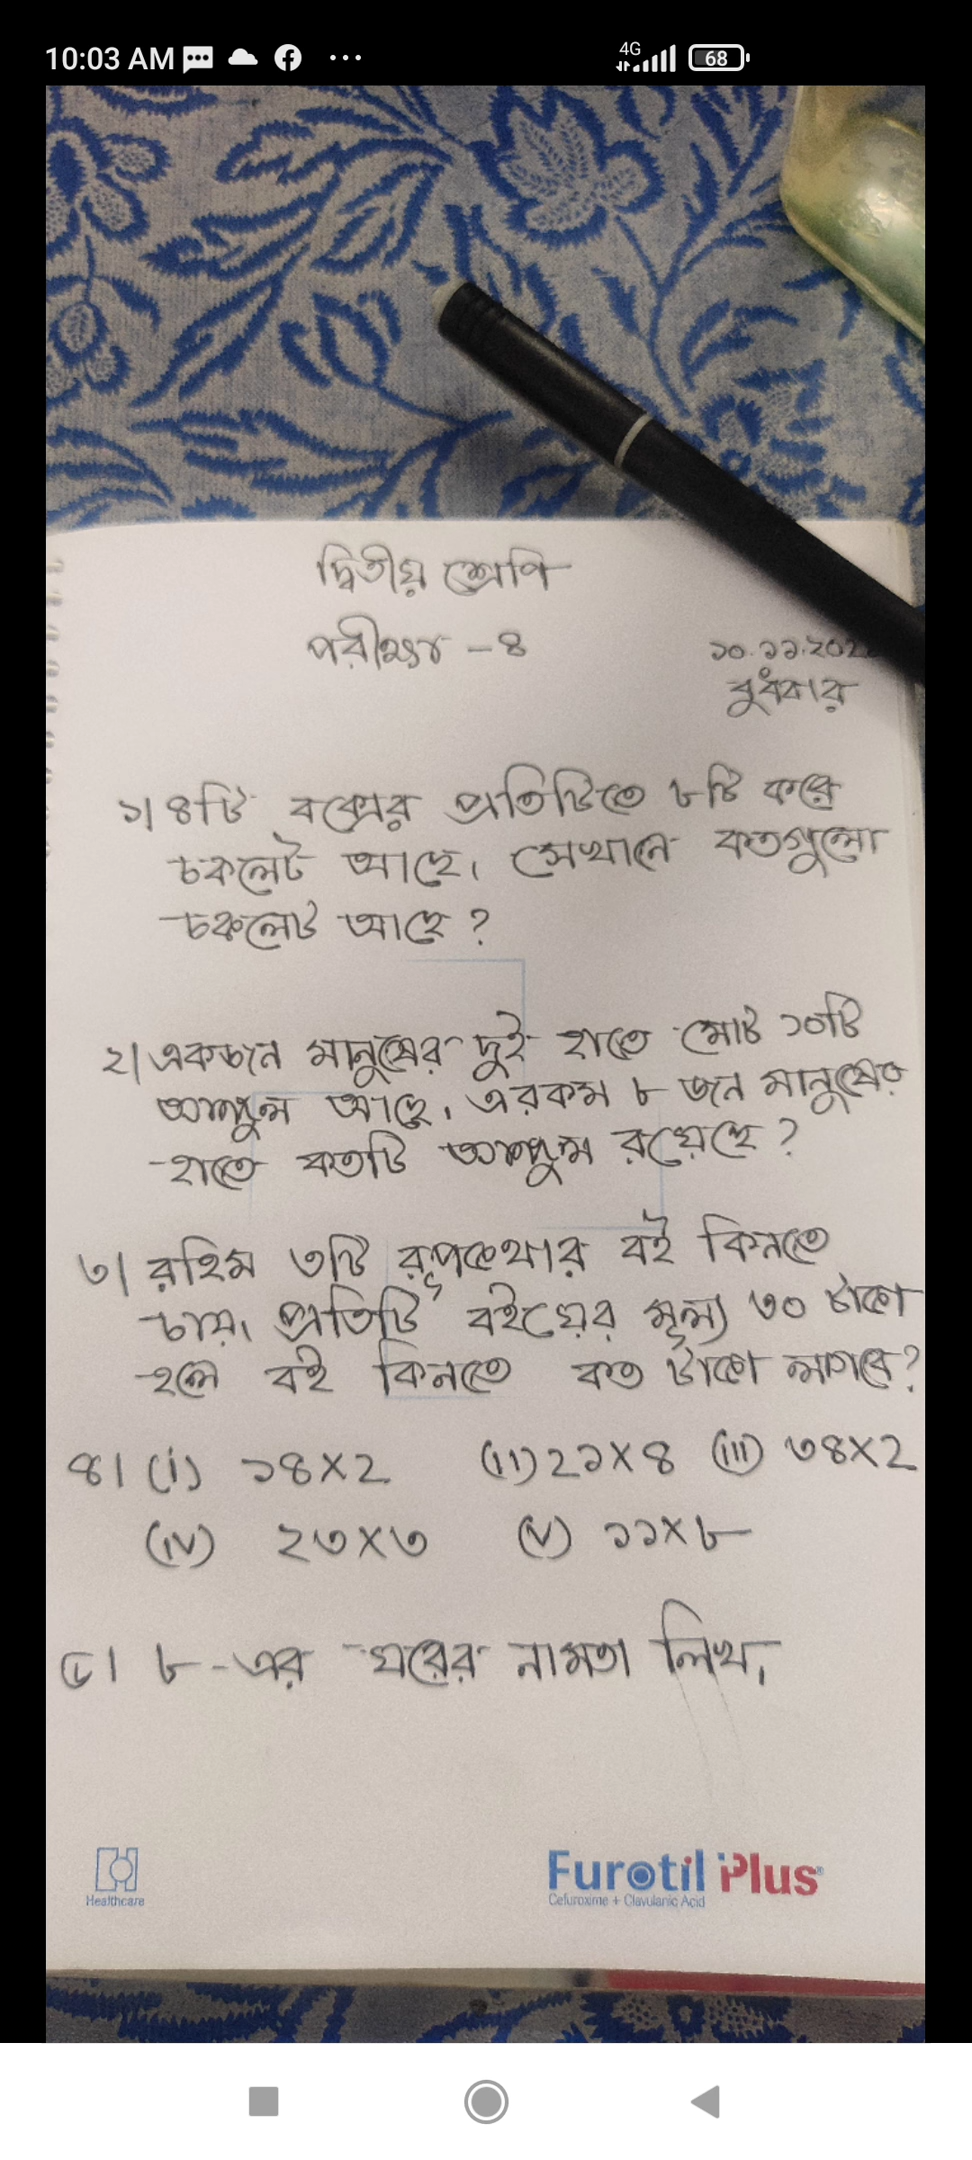 10:03 AM 4G 68
দ্বিতীয় শ্রেণি
পরীক্ষা - ৪
১০.১১.২০২
বুধবার
১। ৪টি বক্সের প্রতিটিতে ৮টি করে
চকলেট আছে। সেখানে কতগুলো
চকলেট আছে?
২। একজন মানুষের দুই হাতে মোট ১০টি
আঙ্গুল আছে। এরকম ৮ জন মানুষের
হাতে কতটি আঙ্গুল রয়েছে?
৩। রহিম ৩টি রূপকথার বই কিনতে
চায়। প্রতিটি বইয়ের মূল্য ৩০ টাকা
হলে বই কিনতে কত টাকা লাগবে?
৪। (i) ১৪×২ (ii) ২১×৪ (iii) ৩৪×২
(iv) ২৩×৩ (v) ১১×৮
৫। ৮-এর ঘরের নামতা লিখ।
Healthcare
Furotil Plus
Cefuroxime + Clavulanic Acid